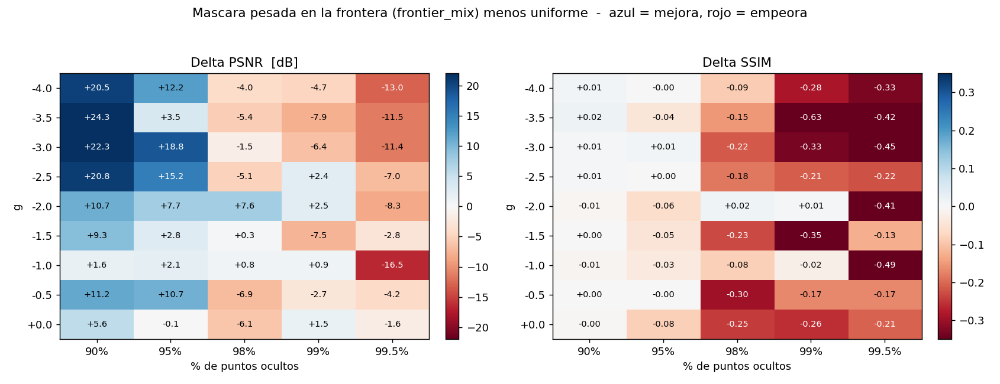 Mascara pesada en la frontera (frontier_mix) menos uniforme - azul = mejora, rojo = empeora
Delta PSNR [dB]
g
-4.0 +20.5 +12.2 -4.0 -4.7 -13.0
-3.5 +24.3 +3.5 -5.4 -7.9 -11.5
-3.0 +22.3 +18.8 -1.5 -6.4 -11.4
-2.5 +20.8 +15.2 -5.1 +2.4 -7.0
-2.0 +10.7 +7.7 +7.6 +2.5 -8.3
-1.5 +9.3 +2.8 +0.3 -7.5 -2.8
-1.0 +1.6 +2.1 +0.8 +0.9 -16.5
-0.5 +11.2 +10.7 -6.9 -2.7 -4.2
+0.0 +5.6 -0.1 -6.1 +1.5 -1.6
90% 95% 98% 99% 99.5%
% de puntos ocultos
20
15
10
5
0
−5
−10
−15
−20
Delta SSIM
g
-4.0 +0.01 -0.00 -0.09 -0.28 -0.33
-3.5 +0.02 -0.04 -0.15 -0.63 -0.42
-3.0 +0.01 +0.01 -0.22 -0.33 -0.45
-2.5 +0.01 +0.00 -0.18 -0.21 -0.22
-2.0 -0.01 -0.06 +0.02 +0.01 -0.41
-1.5 +0.00 -0.05 -0.23 -0.35 -0.13
-1.0 -0.01 -0.03 -0.08 -0.02 -0.49
-0.5 +0.00 -0.00 -0.30 -0.17 -0.17
+0.0 -0.00 -0.08 -0.25 -0.26 -0.21
90% 95% 98% 99% 99.5%
% de puntos ocultos
0.3
0.2
0.1
0.0
−0.1
−0.2
−0.3